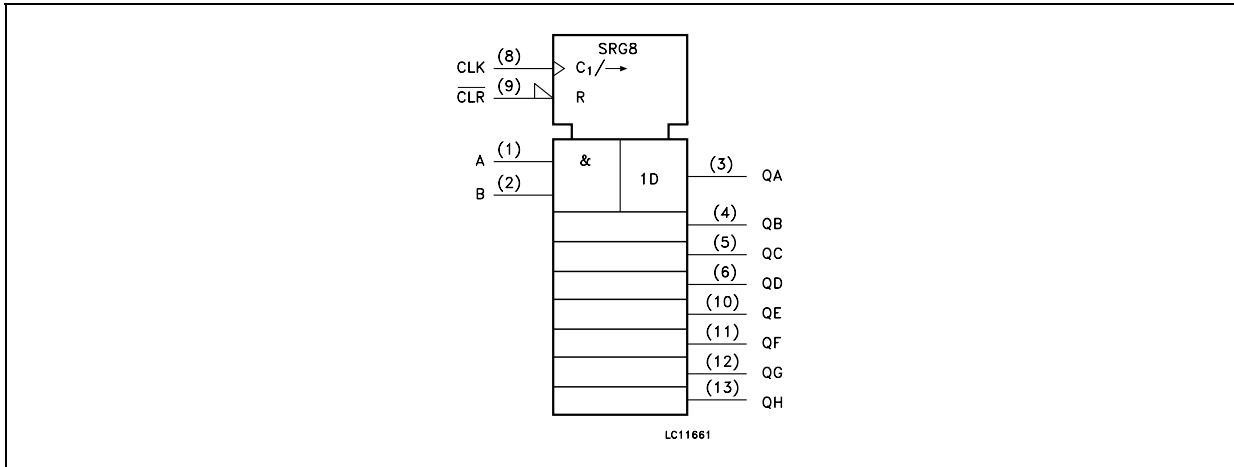 SRG8
CLK (8) C1/→
C̅L̅R̅ (9) R
A (1) & 1D (3) QA
B (2)
(4) QB
(5) QC
(6) QD
(10) QE
(11) QF
(12) QG
(13) QH
LC11661